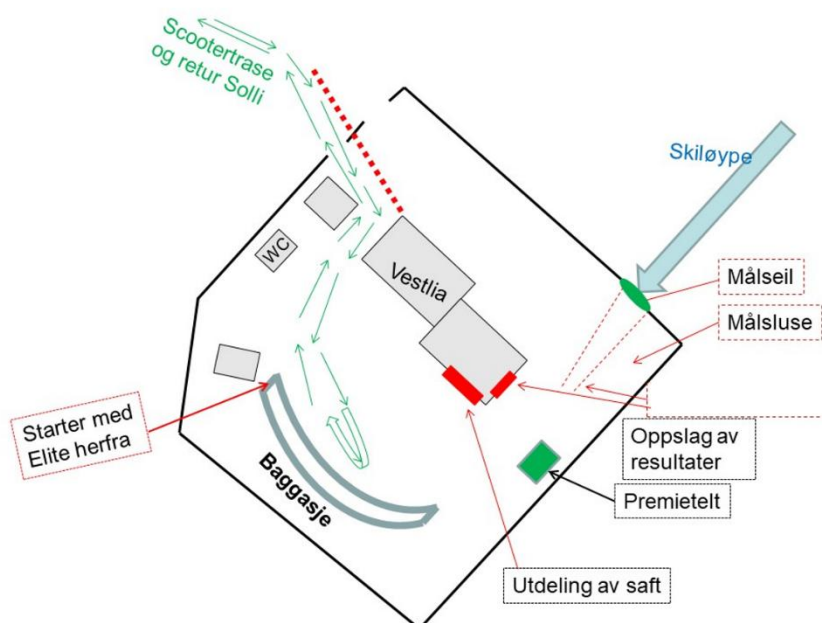 Scootertrase
og retur Solli
Skiløype
WC
Vestlia
Målseil
Målsluse
Starter med
Elite herfra
Baggasje
Oppslag av
resultater
Premietelt
Utdeling av saft